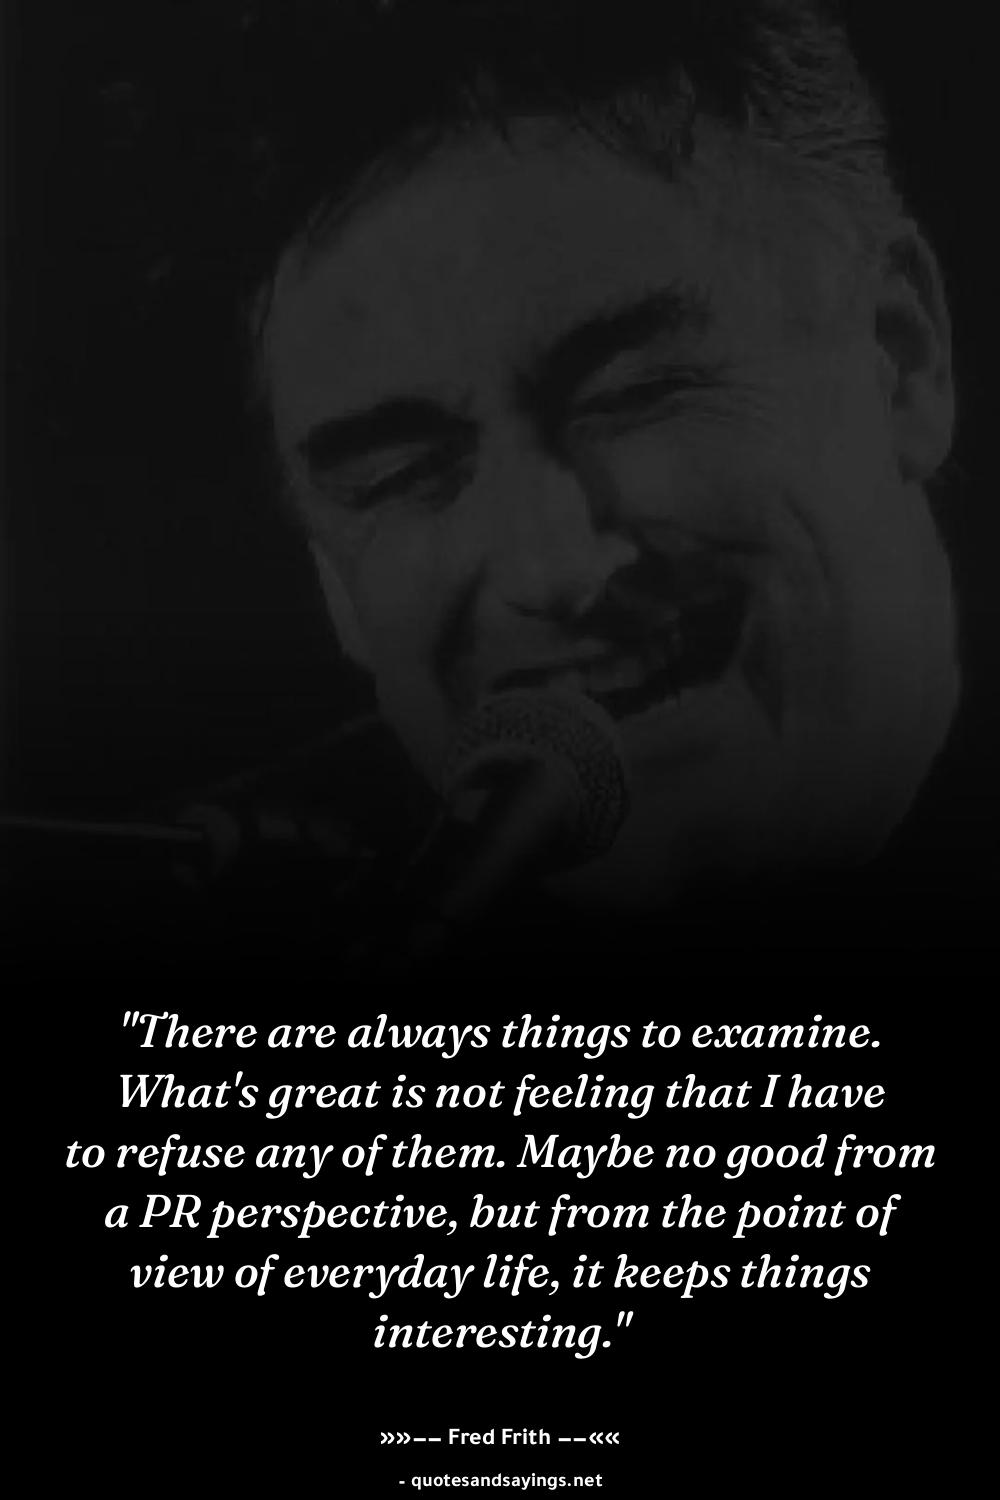 "There are always things to examine.
What's great is not feeling that I have
to refuse any of them. Maybe no good from
a PR perspective, but from the point of
view of everyday life, it keeps things
interesting."
»»−− Fred Frith −−««
- quotesandsayings.net